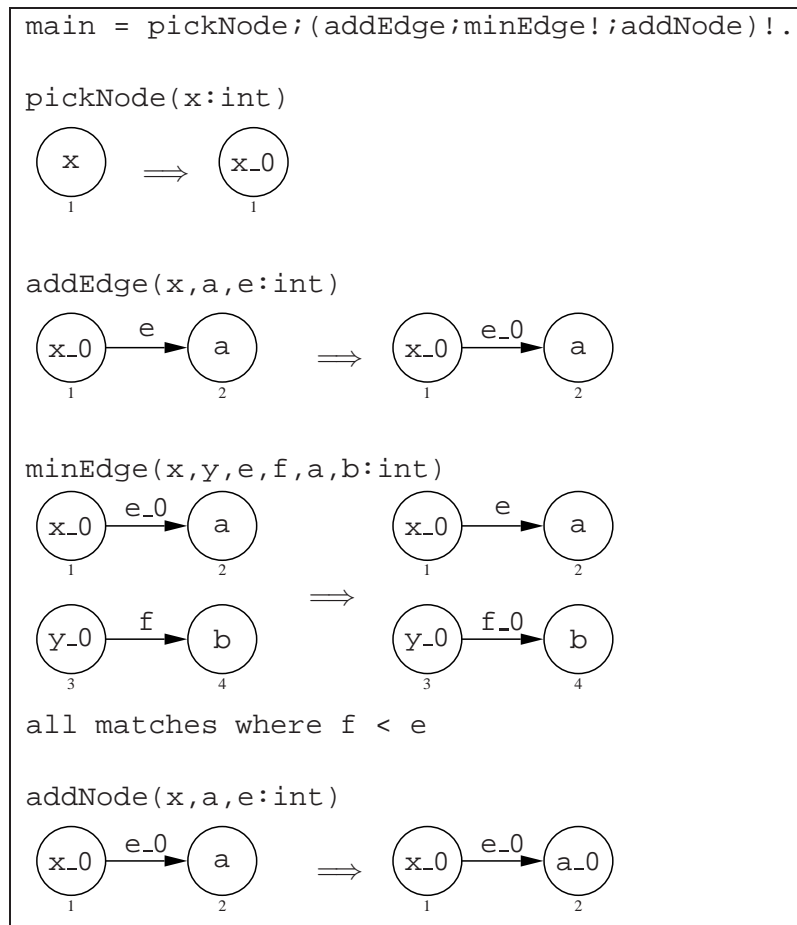 main = pickNode;(addEdge;minEdge!;addNode)!.
pickNode(x:int)
x ⟹ x_0
1 1
addEdge(x,a,e:int)
e e_0
x_0 a ⟹ x_0 a
1 2 1 2
minEdge(x,y,e,f,a,b:int)
e_0 e
x_0 a x_0 a
1 2 1 2
⟹
f f_0
y_0 b y_0 b
3 4 3 4
all matches where f < e
addNode(x,a,e:int)
e_0 e_0
x_0 a ⟹ x_0 a_0
1 2 1 2